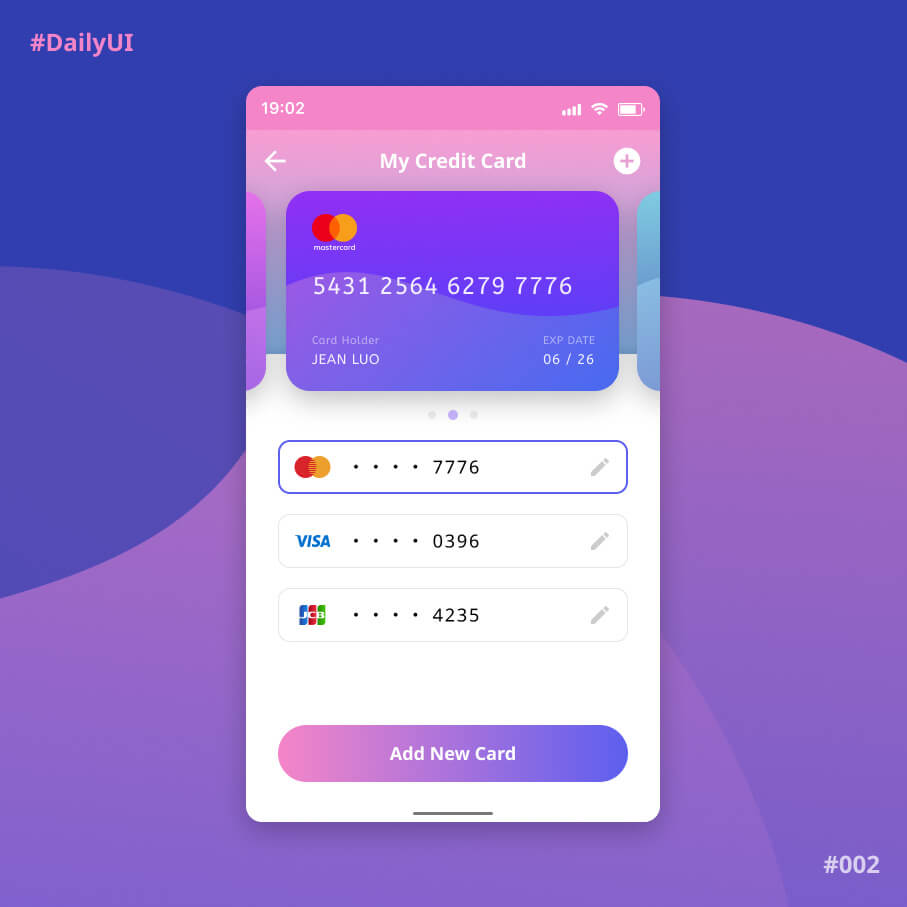 #DailyUI
19:02
My Credit Card
mastercard
5431 2564 6279 7776
Card Holder EXP DATE
JEAN LUO 06 / 26
• • • • 7776
VISA • • • • 0396
JCB • • • • 4235
Add New Card
#002